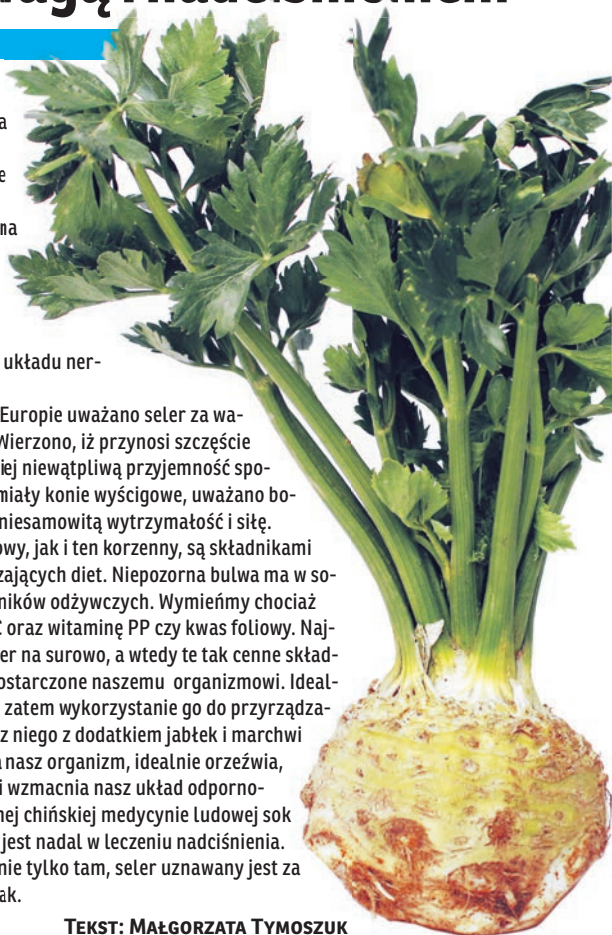 układu ner-
Europie uważano seler za wa-
Wierzono, iż przynosi szczęście
niewątpliwą przyjemność spo-
miały konie wyścigowe, uważano bo-
niesamowitą wytrzymałość i siłę.
owy, jak i ten korzenny, są składnikami
zających diet. Niepozorna bulwa ma w so-
ników odżywczych. Wymieńmy chociaż
C oraz witaminę PP czy kwas foliowy. Naj-
er na surowo, a wtedy te tak cenne skład-
ostarczone naszemu organizmowi. Ideal-
zatem wykorzystanie go do przyrządza-
z niego z dodatkiem jabłek i marchwi
nasz organizm, idealnie orzeźwia,
i wzmacnia nasz układ odporno-
nej chińskiej medycynie ludowej sok
jest nadal w leczeniu nadciśnienia.
nie tylko tam, seler uznawany jest za
ak.
TEKST: MAŁGORZATA TYMOSZUK